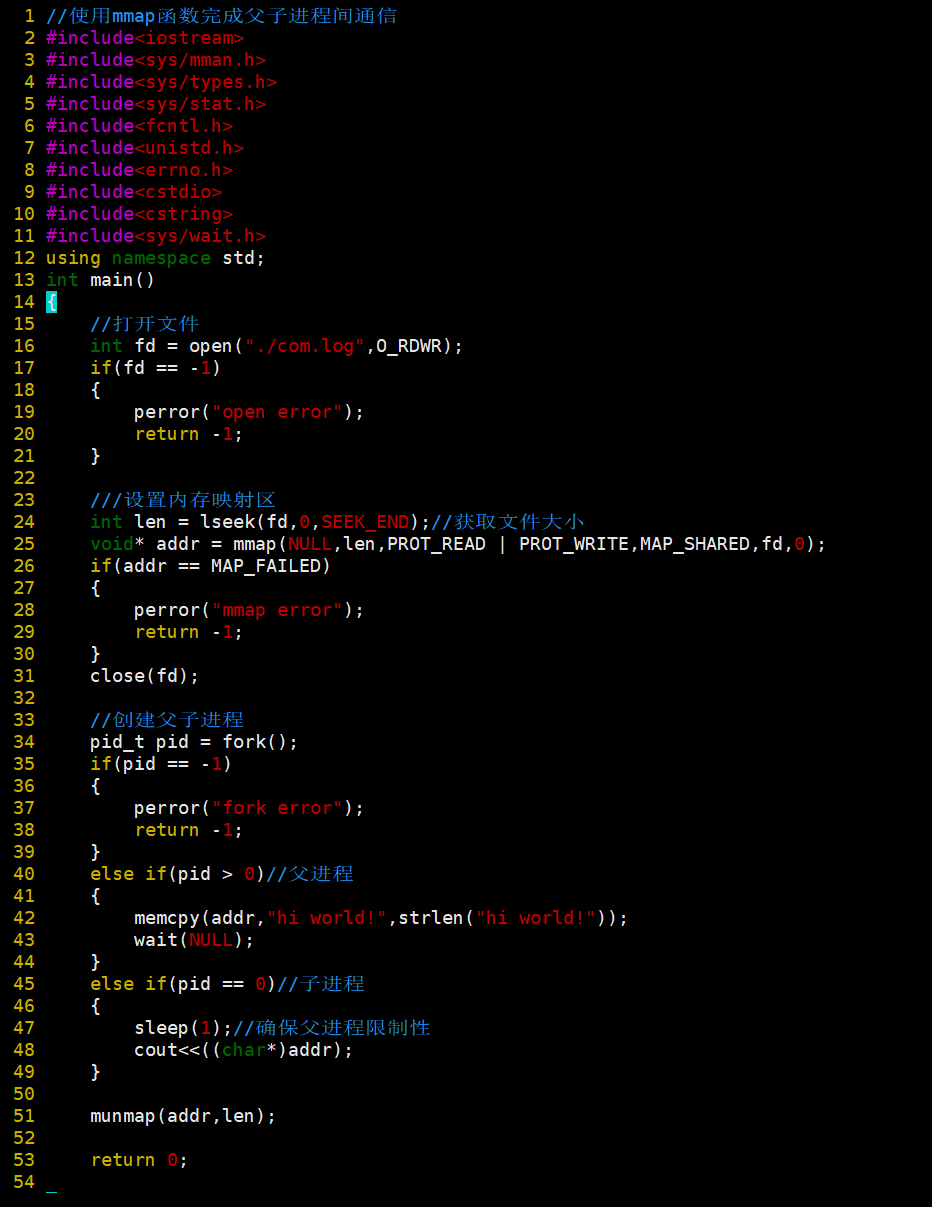 1 //使用mmap函数完成父子进程间通信
2 #include<iostream>
3 #include<sys/mman.h>
4 #include<sys/types.h>
5 #include<sys/stat.h>
6 #include<fcntl.h>
7 #include<unistd.h>
8 #include<errno.h>
9 #include<cstdio>
10 #include<cstring>
11 #include<sys/wait.h>
12 using namespace std;
13 int main()
14 {
15     //打开文件
16     int fd = open("./com.log",O_RDWR);
17     if(fd == -1)
18     {
19         perror("open error");
20         return -1;
21     }
22
23     ///设置内存映射区
24     int len = lseek(fd,0,SEEK_END);//获取文件大小
25     void* addr = mmap(NULL,len,PROT_READ | PROT_WRITE,MAP_SHARED,fd,0);
26     if(addr == MAP_FAILED)
27     {
28         perror("mmap error");
29         return -1;
30     }
31     close(fd);
32
33     //创建父子进程
34     pid_t pid = fork();
35     if(pid == -1)
36     {
37         perror("fork error");
38         return -1;
39     }
40     else if(pid > 0)//父进程
41     {
42         memcpy(addr,"hi world!",strlen("hi world!"));
43         wait(NULL);
44     }
45     else if(pid == 0)//子进程
46     {
47         sleep(1);//确保父进程限制性
48         cout<<((char*)addr);
49     }
50
51     munmap(addr,len);
52
53     return 0;
54